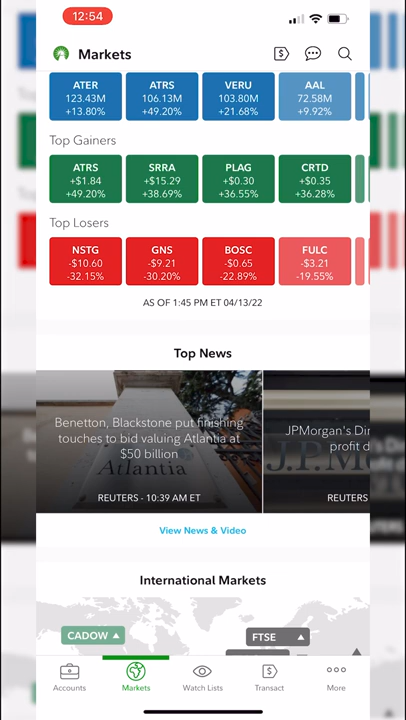 12:54
Markets
ATER
123.43M
+13.80%
ATRS
106.13M
+49.20%
VERU
103.80M
+21.68%
AAL
72.58M
+9.92%
Top Gainers
ATRS
+$1.84
+49.20%
SRRA
+$15.29
+38.69%
PLAG
+$0.30
+36.55%
CRTD
+$0.35
+36.28%
Top Losers
NSTG
-$10.60
-32.15%
GNS
-$9.21
-30.20%
BOSC
-$0.65
-22.89%
FULC
-$3.21
-19.55%
AS OF 1:45 PM ET 04/13/22
Top News
Benetton, Blackstone put finishing
touches to bid valuing Atlantia at
$50 billion
Atlantia
REUTERS - 10:39 AM ET
JPMorgan's Di
profit d
J.P.M
REUTERS
View News & Video
International Markets
CADOW
FTSE
Accounts
Markets
Watch Lists
Transact
More